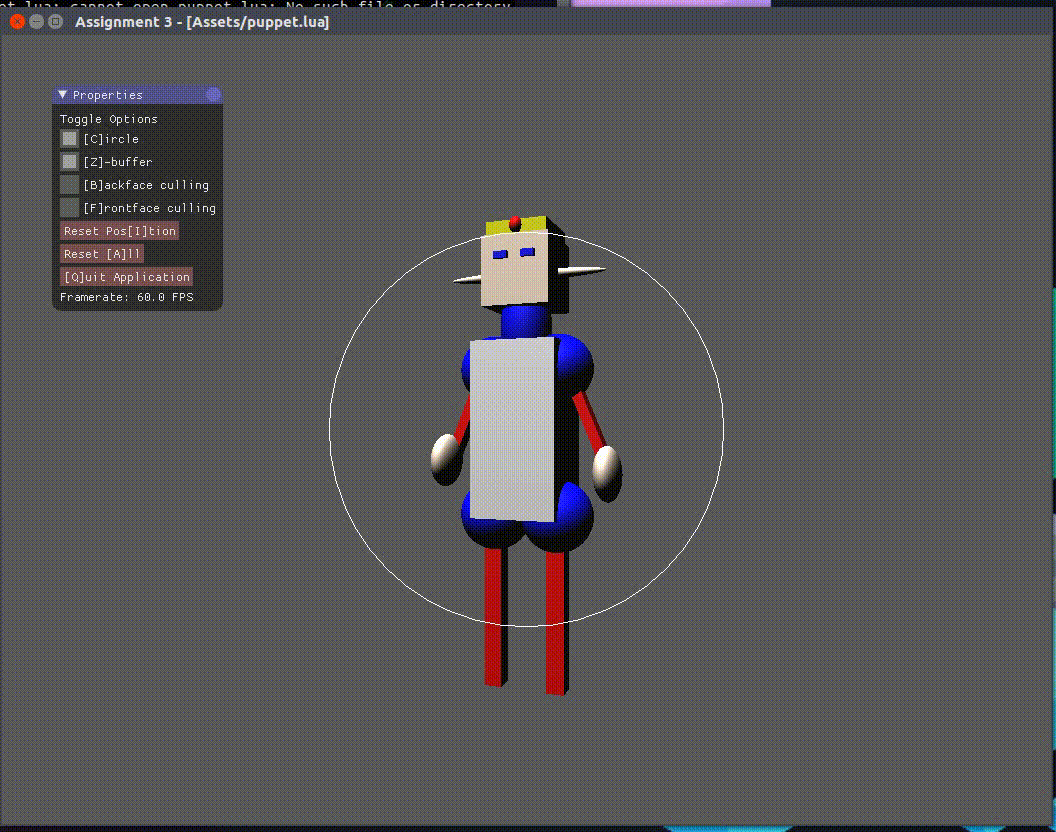 puppet.lua: cannot open puppet.lua: No such file or directory
Assignment 3 - [Assets/puppet.lua]
Properties
Toggle Options
[C]ircle
[Z]-buffer
[B]ackface culling
[F]rontface culling
Reset Pos[I]tion
Reset [A]ll
[Q]uit Application
Framerate: 60.0 FPS